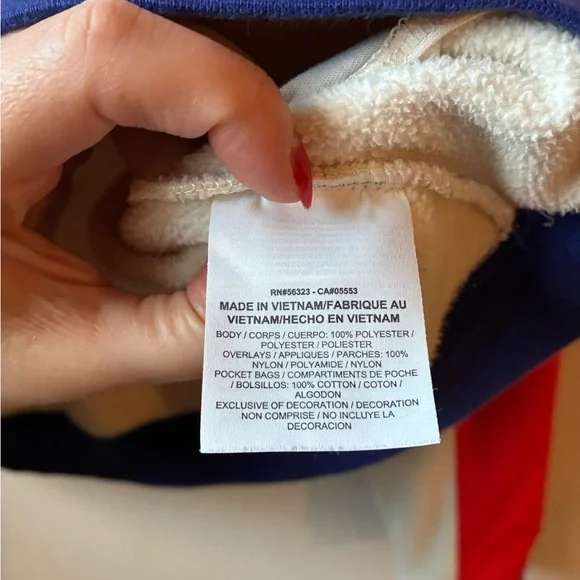 RN#56323 - CA#05553
MADE IN VIETNAM/FABRIQUE AU
VIETNAM/HECHO EN VIETNAM
BODY / CORPS / CUERPO: 100% POLYESTER /
POLYESTER / POLIESTER
OVERLAYS / APPLIQUES / PARCHES: 100%
NYLON / POLYAMIDE / NYLON
POCKET BAGS / COMPARTIMENTS DE POCHE
/ BOLSILLOS: 100% COTTON / COTON /
ALGODON
EXCLUSIVE OF DECORATION / DECORATION
NON COMPRISE / NO INCLUYE LA
DECORACION